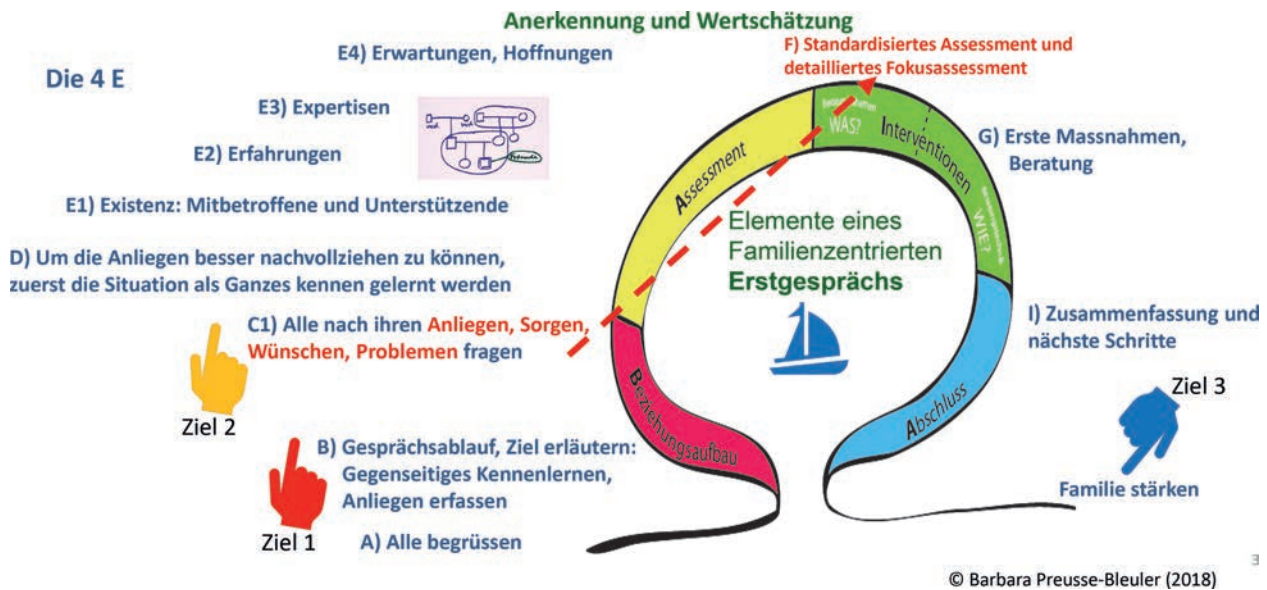 Anerkennung und Wertschätzung
E4) Erwartungen, Hoffnungen
F) Standardisiertes Assessment und
detailliertes Fokusassessment
Die 4 E
E3) Expertisen
E2) Erfahrungen
E1) Existenz: Mitbetroffene und Unterstützende
D) Um die Anliegen besser nachvollziehen zu können,
zuerst die Situation als Ganzes kennen gelernt werden
C1) Alle nach ihren Anliegen, Sorgen,
Wünschen, Problemen fragen
Ziel 2
B) Gesprächsablauf, Ziel erläutern:
Gegenseitiges Kennenlernen,
Anliegen erfassen
Ziel 1
A) Alle begrüssen
Beziehungsaufbau
Assessment
WAS?
Interventionen
WIE?
Abschluss
Elemente eines
Familienzentrierten
Erstgesprächs
G) Erste Massnahmen,
Beratung
I) Zusammenfassung und
nächste Schritte
Ziel 3
Familie stärken
3
© Barbara Preusse-Bleuler (2018)